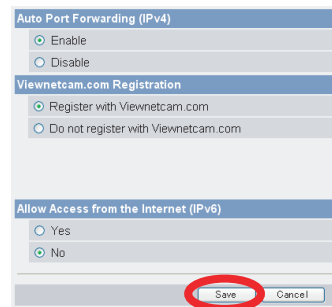 Auto Port Forwarding (IPv4)
Enable
Disable
Viewnetcam.com Registration
Register with Viewnetcam.com
Do not register with Viewnetcam.com
Allow Access from the Internet (IPv6)
Yes
No
Save Cancel